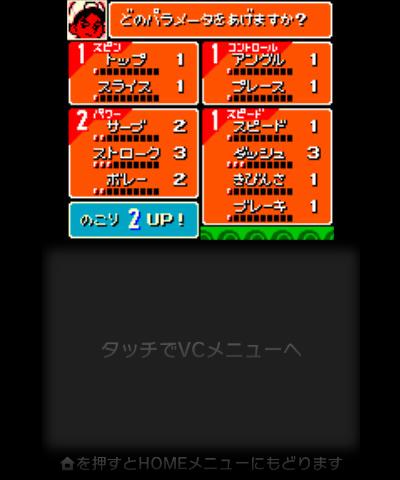 どのパラメータをあげますか?
1 スピン
トップ 1
スライス 1
2 パワー
サーブ 2
ストローク 3
ボレー 2
のこり 2 UP!
1 コントロール
アングル 1
プレース 1
1 スピード
スピード 1
ダッシュ 3
きびんさ 1
ブレーキ 1
タッチでVCメニューへ
を押すとHOMEメニューにもどります